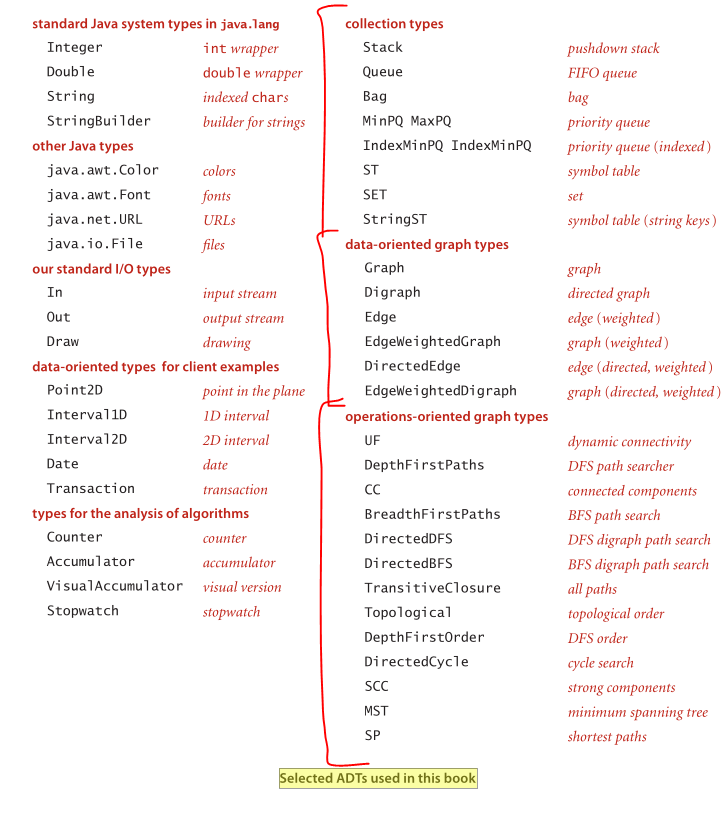 standard Java system types in java.lang
Integer int wrapper
Double double wrapper
String indexed chars
StringBuilder builder for strings
other Java types
java.awt.Color colors
java.awt.Font fonts
java.net.URL URLs
java.io.File files
our standard I/O types
In input stream
Out output stream
Draw drawing
data-oriented types for client examples
Point2D point in the plane
Interval1D 1D interval
Interval2D 2D interval
Date date
Transaction transaction
types for the analysis of algorithms
Counter counter
Accumulator accumulator
VisualAccumulator visual version
Stopwatch stopwatch
collection types
Stack pushdown stack
Queue FIFO queue
Bag bag
MinPQ MaxPQ priority queue
IndexMinPQ IndexMinPQ priority queue (indexed)
ST symbol table
SET set
StringST symbol table (string keys)
data-oriented graph types
Graph graph
Digraph directed graph
Edge edge (weighted)
EdgeWeightedGraph graph (weighted)
DirectedEdge edge (directed, weighted)
EdgeWeightedDigraph graph (directed, weighted)
operations-oriented graph types
UF dynamic connectivity
DepthFirstPaths DFS path searcher
CC connected components
BreadthFirstPaths BFS path search
DirectedDFS DFS digraph path search
DirectedBFS BFS digraph path search
TransitiveClosure all paths
Topological topological order
DepthFirstOrder DFS order
DirectedCycle cycle search
SCC strong components
MST minimum spanning tree
SP shortest paths
Selected ADTs used in this book